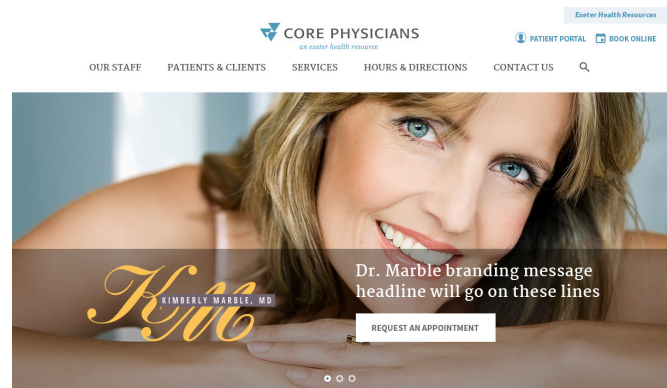 Exeter Health Resources
CORE PHYSICIANS
an exeter health resource
PATIENT PORTAL
BOOK ONLINE
OUR STAFF
PATIENTS & CLIENTS
SERVICES
HOURS & DIRECTIONS
CONTACT US
KM
KIMBERLY MARBLE, MD
Dr. Marble branding message
headline will go on these lines
REQUEST AN APPOINTMENT